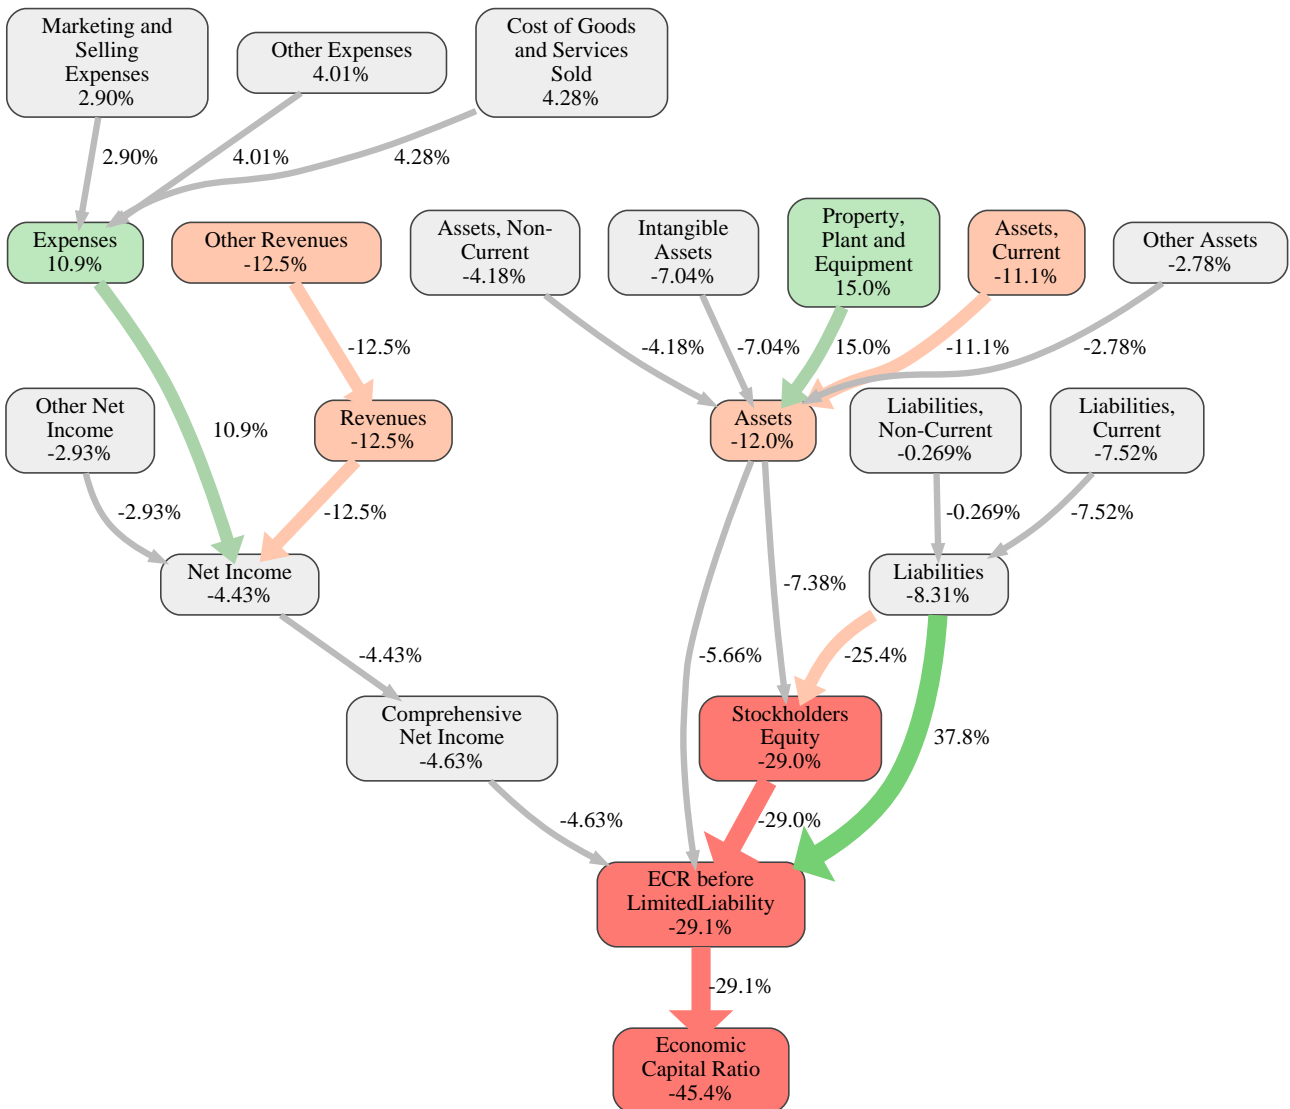 Marketing and
Selling
Expenses
2.90%
Other Expenses
4.01%
Cost of Goods
and Services
Sold
4.28%
2.90%
4.01%
4.28%
Expenses
10.9%
Other Revenues
-12.5%
Assets, Non-
Current
-4.18%
Intangible
Assets
-7.04%
Property,
Plant and
Equipment
15.0%
Assets,
Current
-11.1%
Other Assets
-2.78%
-12.5%
-4.18%
-7.04%
15.0%
-11.1%
-2.78%
Other Net
Income
-2.93%
10.9%
Revenues
-12.5%
Assets
-12.0%
Liabilities,
Non-Current
-0.269%
Liabilities,
Current
-7.52%
-2.93%
-12.5%
-0.269%
-7.52%
Net Income
-4.43%
-7.38%
Liabilities
-8.31%
-4.43%
-5.66%
-25.4%
Comprehensive
Net Income
-4.63%
Stockholders
Equity
-29.0%
37.8%
-4.63%
-29.0%
ECR before
LimitedLiability
-29.1%
-29.1%
Economic
Capital Ratio
-45.4%